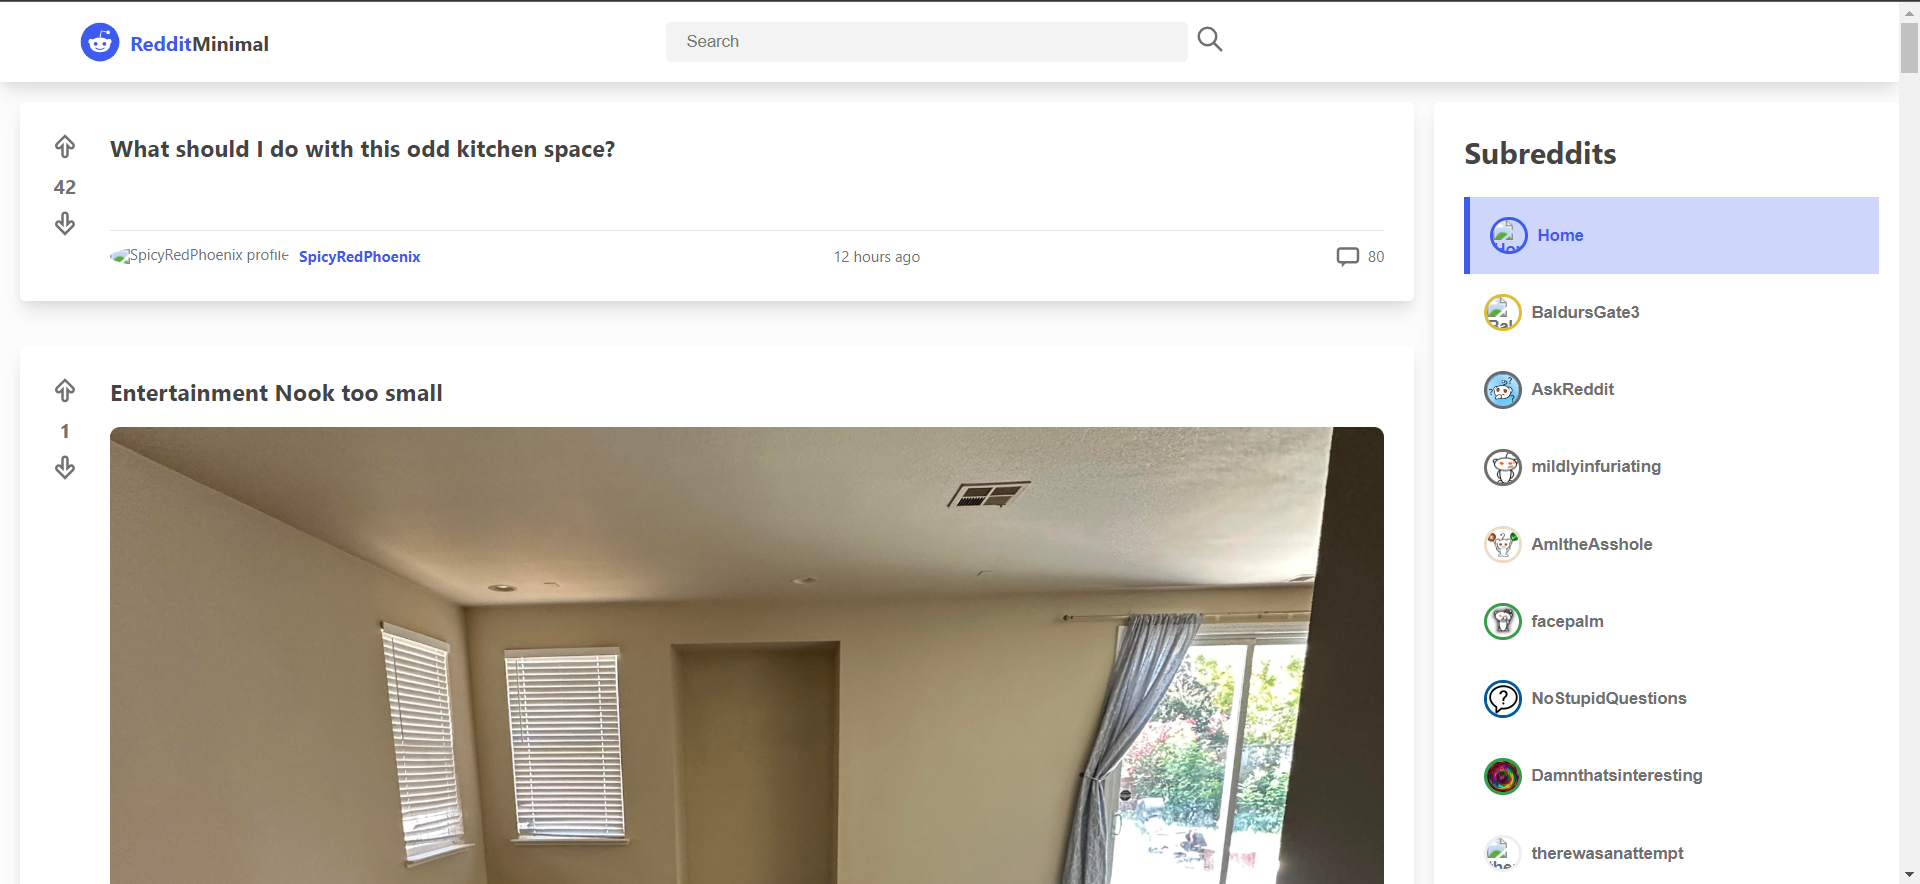 RedditMinimal
Search
What should I do with this odd kitchen space?
42
SpicyRedPhoenix profile
SpicyRedPhoenix
12 hours ago
80
Entertainment Nook too small
1
Subreddits
Home
BaldursGate3
AskReddit
mildlyinfuriating
AmItheAsshole
facepalm
NoStupidQuestions
Damnthatsinteresting
therewasanattempt